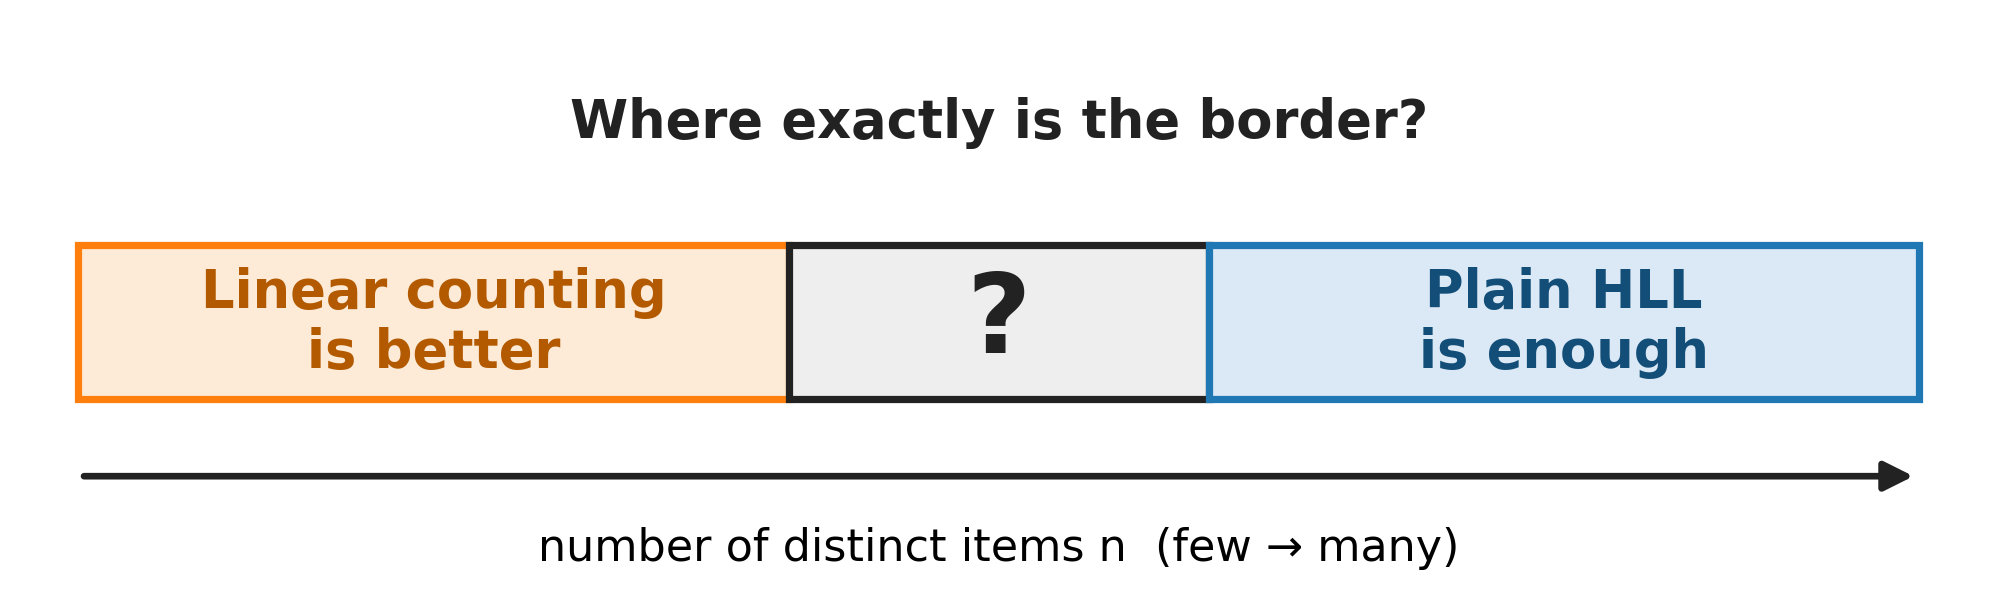 Where exactly is the border?
Linear counting
is better
?
Plain HLL
is enough
number of distinct items n  (few → many)